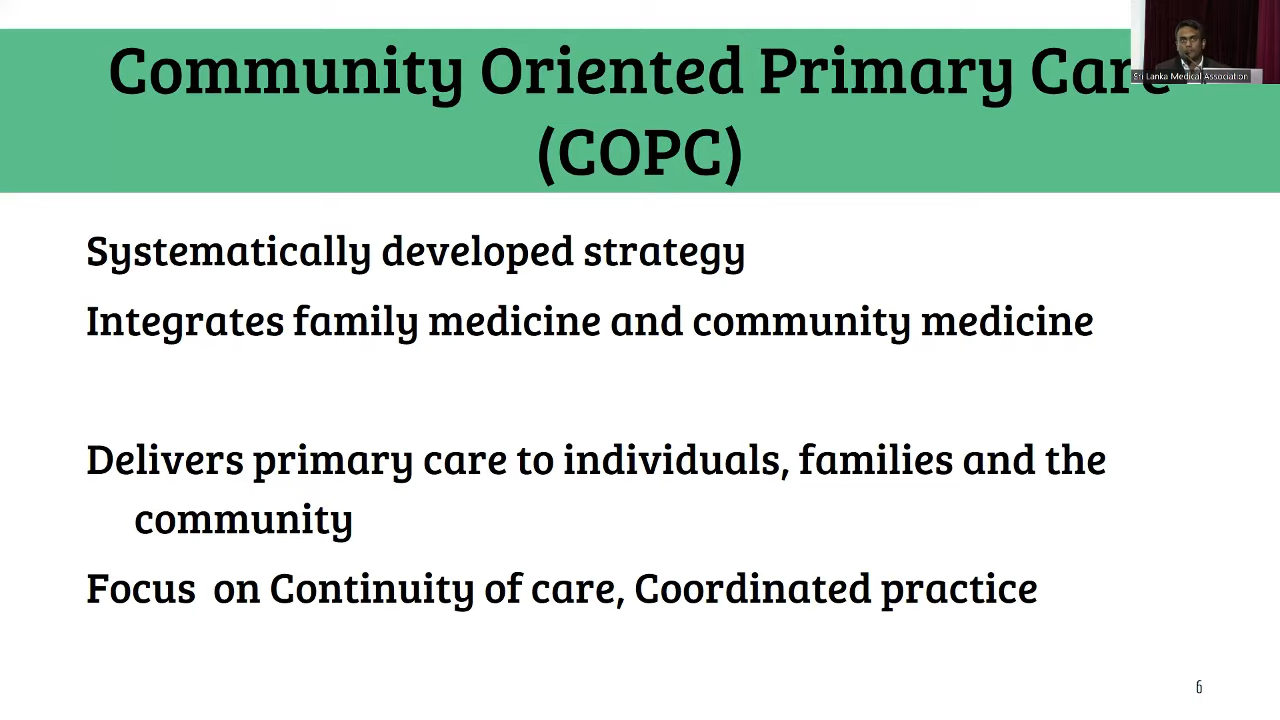 Community Oriented Primary Care
(COPC)
Sri Lanka Medical Association
Systematically developed strategy
Integrates family medicine and community medicine
Delivers primary care to individuals, families and the
community
Focus on Continuity of care, Coordinated practice
6